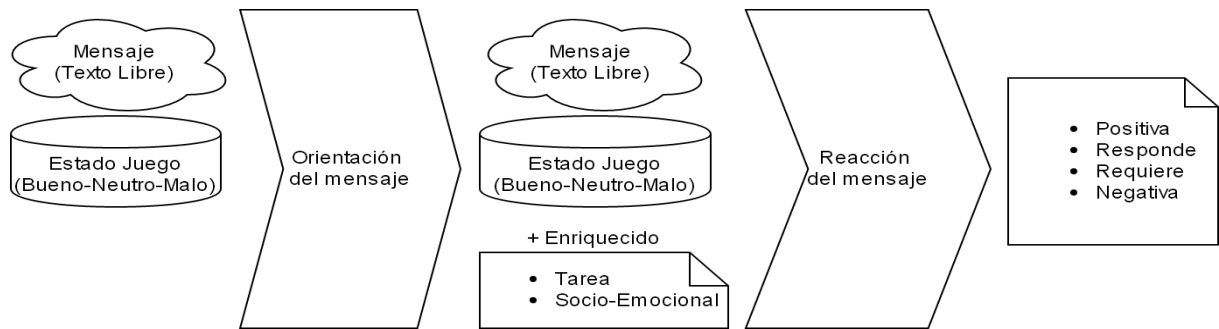 Mensaje
(Texto Libre)
Estado Juego
(Bueno-Neutro-Malo)
Orientación
del mensaje
Mensaje
(Texto Libre)
Estado Juego
(Bueno-Neutro-Malo)
+ Enriquecido
• Tarea
• Socio-Emocional
Reacción
del mensaje
• Positiva
• Responde
• Requiere
• Negativa